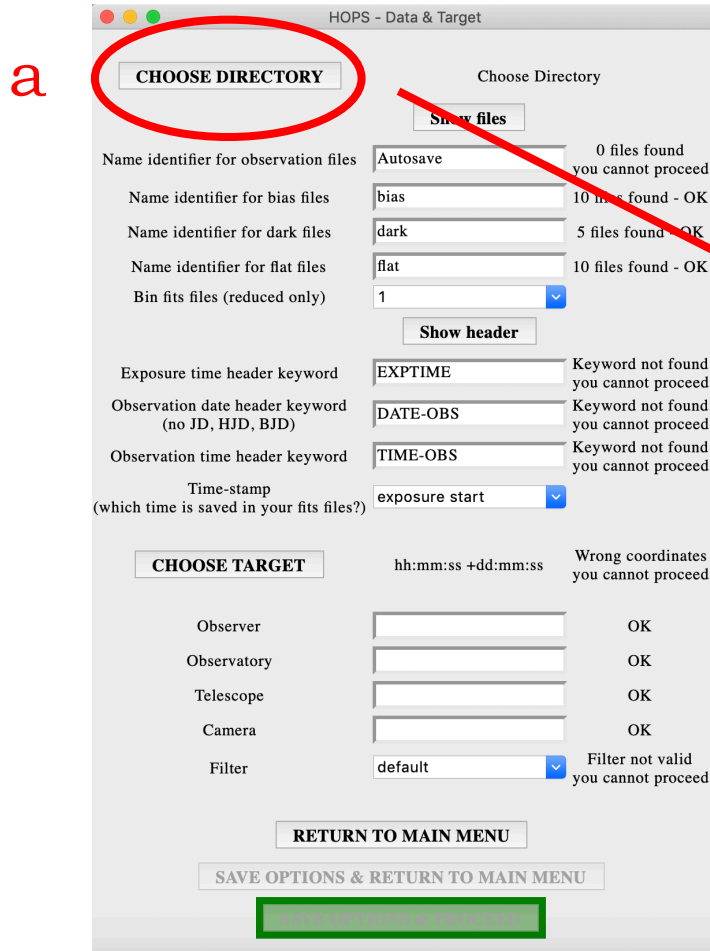 HOPS - Data & Target
a
CHOOSE DIRECTORY Choose Directory
Show files
Name identifier for observation files Autosave 0 files found
you cannot proceed
Name identifier for bias files bias 10 files found - OK
Name identifier for dark files dark 5 files found - OK
Name identifier for flat files flat 10 files found - OK
Bin fits files (reduced only) 1
Show header
Exposure time header keyword EXPTIME Keyword not found
you cannot proceed
Observation date header keyword DATE-OBS Keyword not found
(no JD, HJD, BJD) you cannot proceed
Observation time header keyword TIME-OBS Keyword not found
you cannot proceed
Time-stamp
(which time is saved in your fits files?) exposure start
CHOOSE TARGET hh:mm:ss +dd:mm:ss Wrong coordinates
you cannot proceed
Observer OK
Observatory OK
Telescope OK
Camera OK
Filter default Filter not valid
you cannot proceed
RETURN TO MAIN MENU
SAVE OPTIONS & RETURN TO MAIN MENU